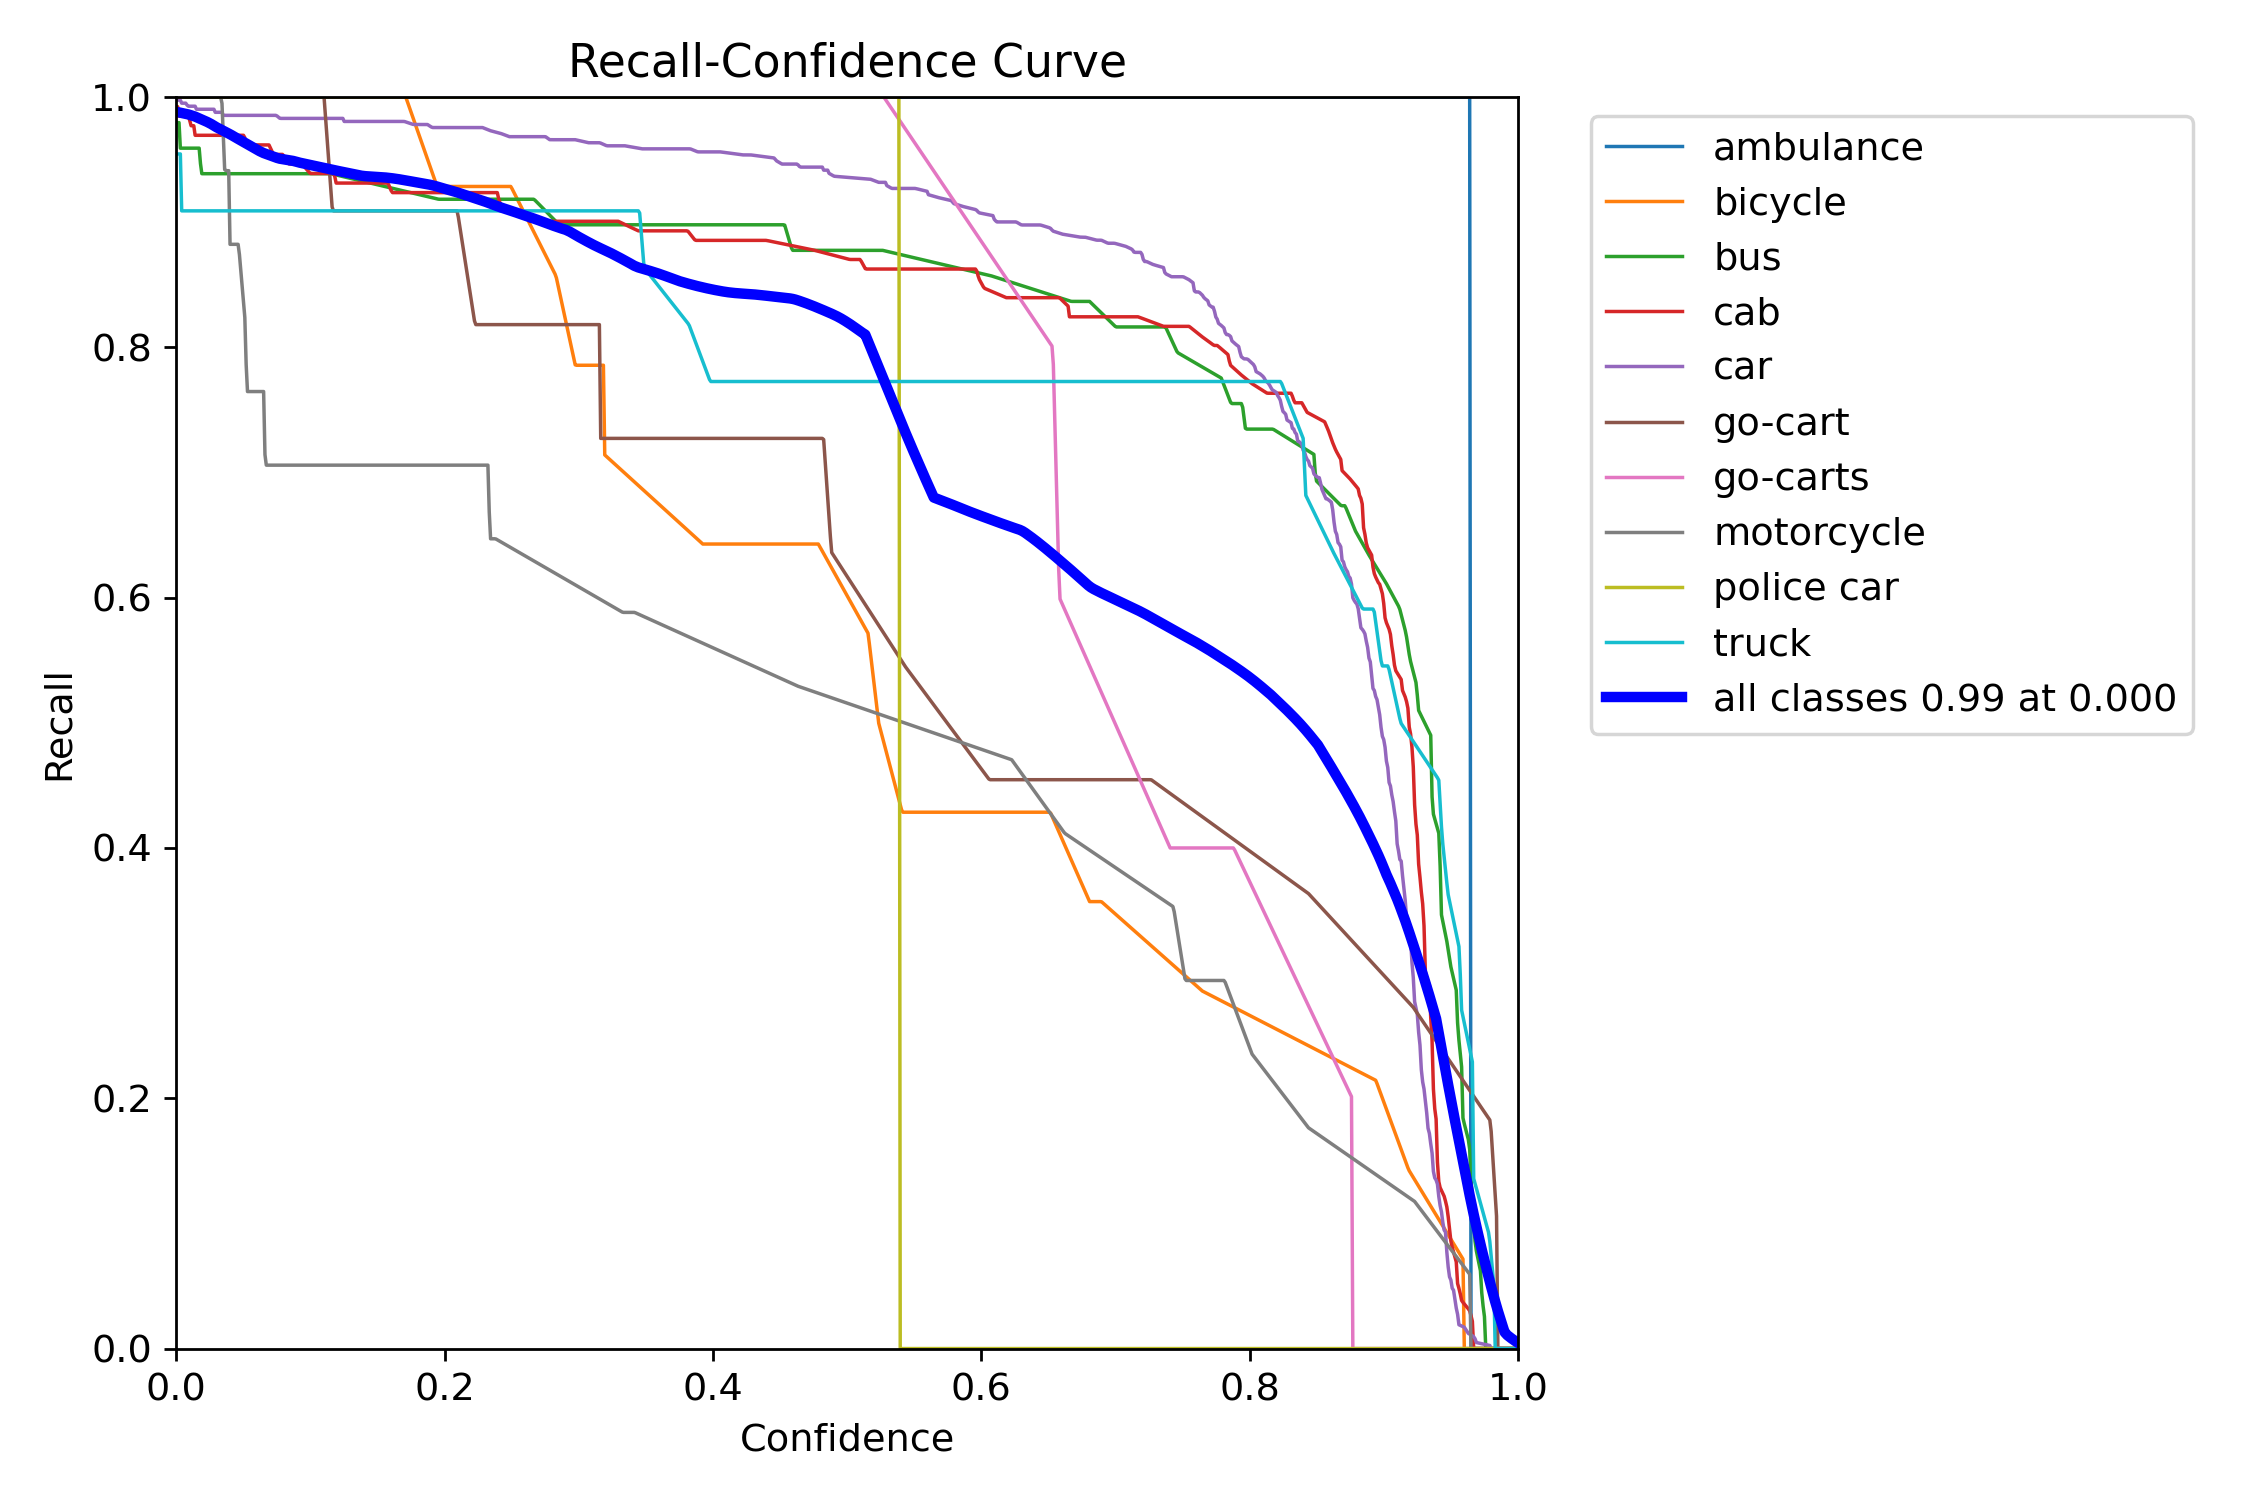 Recall-Confidence Curve
1.0
0.8
0.6
0.4
0.2
0.0
Recall
0.0 0.2 0.4 0.6 0.8 1.0
Confidence
ambulance
bicycle
bus
cab
car
go-cart
go-carts
motorcycle
police car
truck
all classes 0.99 at 0.000